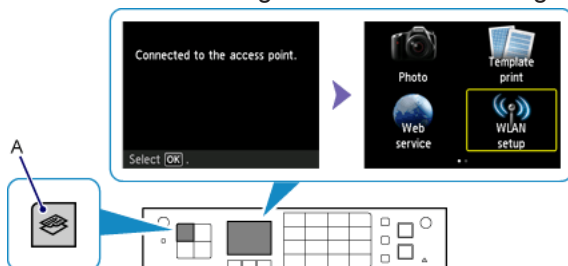 Connected to the access point.
Select OK .
Photo
Template
print
Web
service
WLAN
setup
A